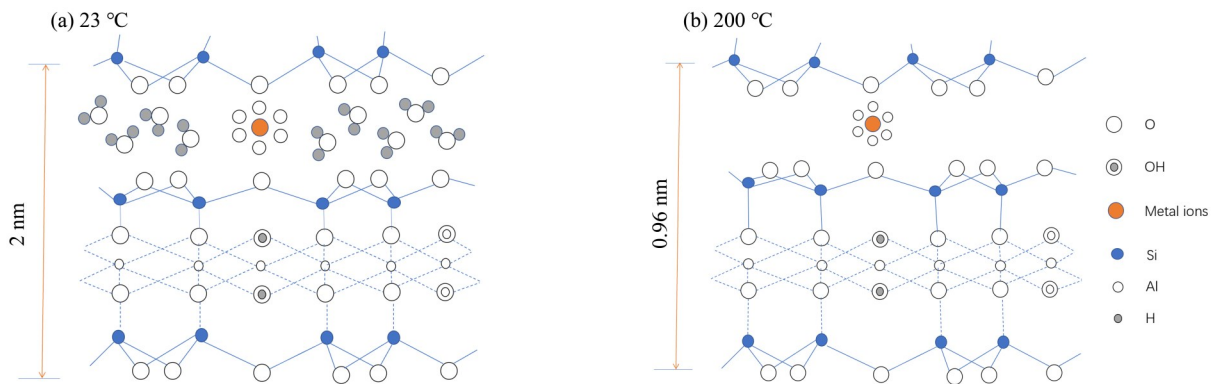 (a) 23 ℃
(b) 200 ℃
2 nm
0.96 nm
O
OH
Metal ions
Si
Al
H